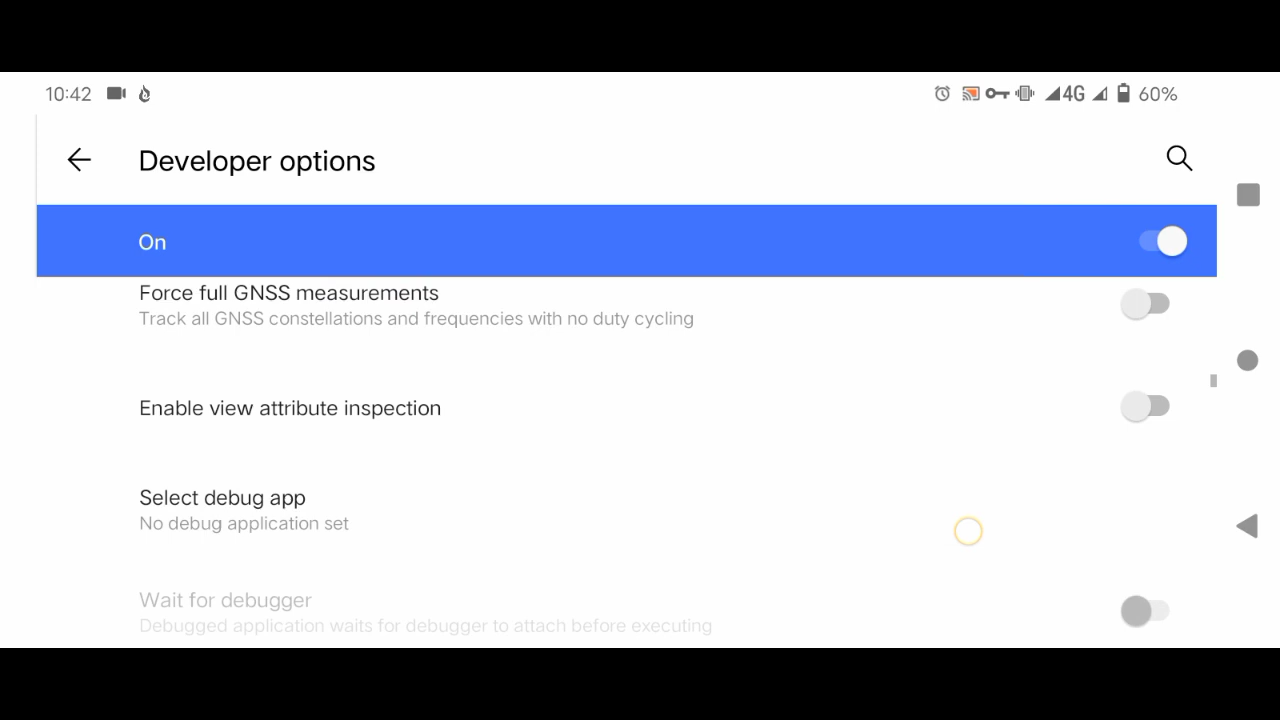 10:42
4G 60%
Developer options
On
Force full GNSS measurements
Track all GNSS constellations and frequencies with no duty cycling
Enable view attribute inspection
Select debug app
No debug application set
Wait for debugger
Debugged application waits for debugger to attach before executing